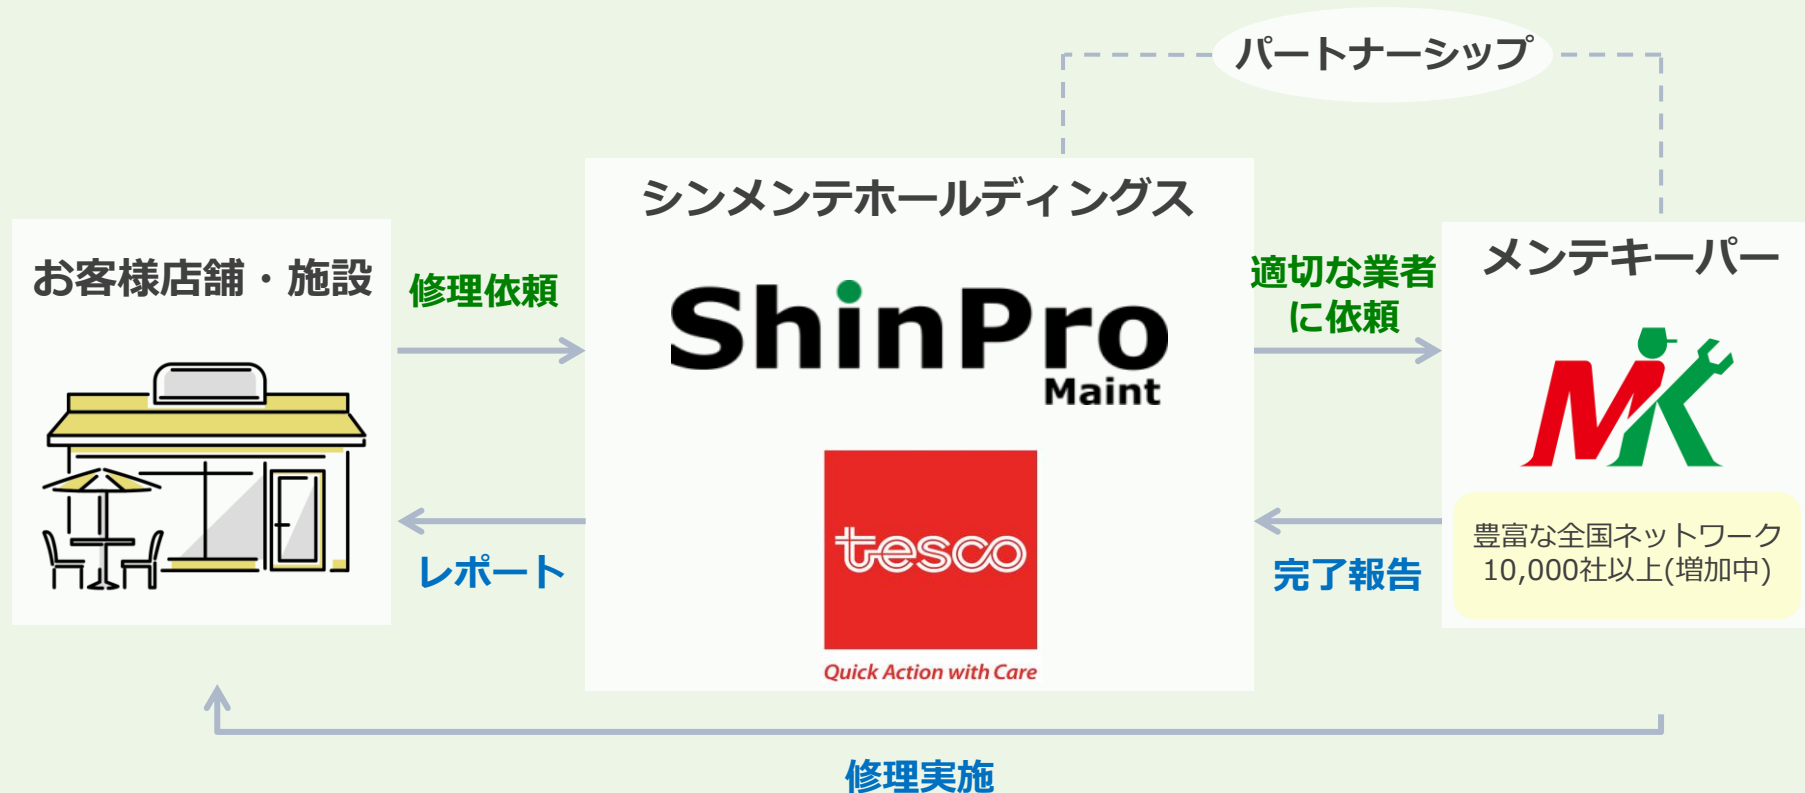 パートナーシップ
シンメンテホールディングス
お客様店舗・施設
修理依頼
適切な業者
に依頼
メンテキーパー
ShinPro
Maint
MK
tesco
Quick Action with Care
レポート
完了報告
豊富な全国ネットワーク
10,000社以上(増加中)
修理実施